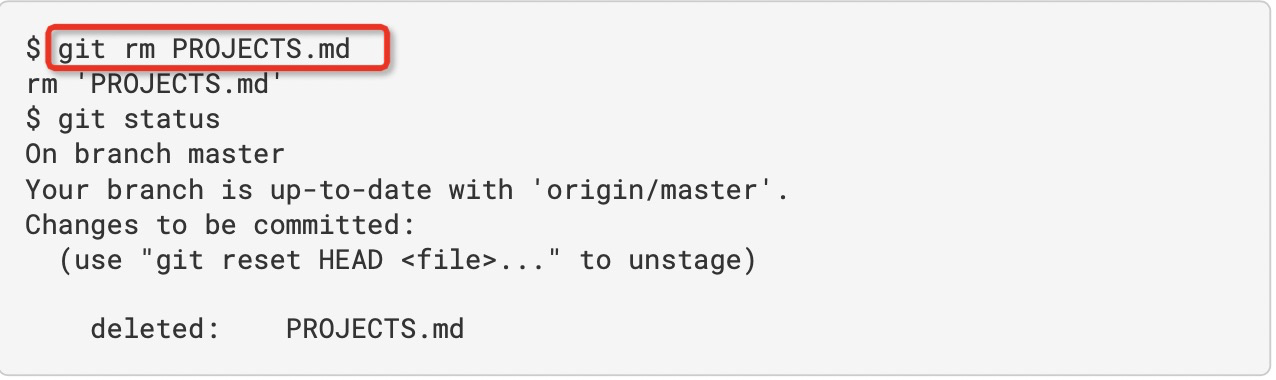 $ git rm PROJECTS.md
rm 'PROJECTS.md'
$ git status
On branch master
Your branch is up-to-date with 'origin/master'.
Changes to be committed:
  (use "git reset HEAD <file>..." to unstage)

    deleted:    PROJECTS.md